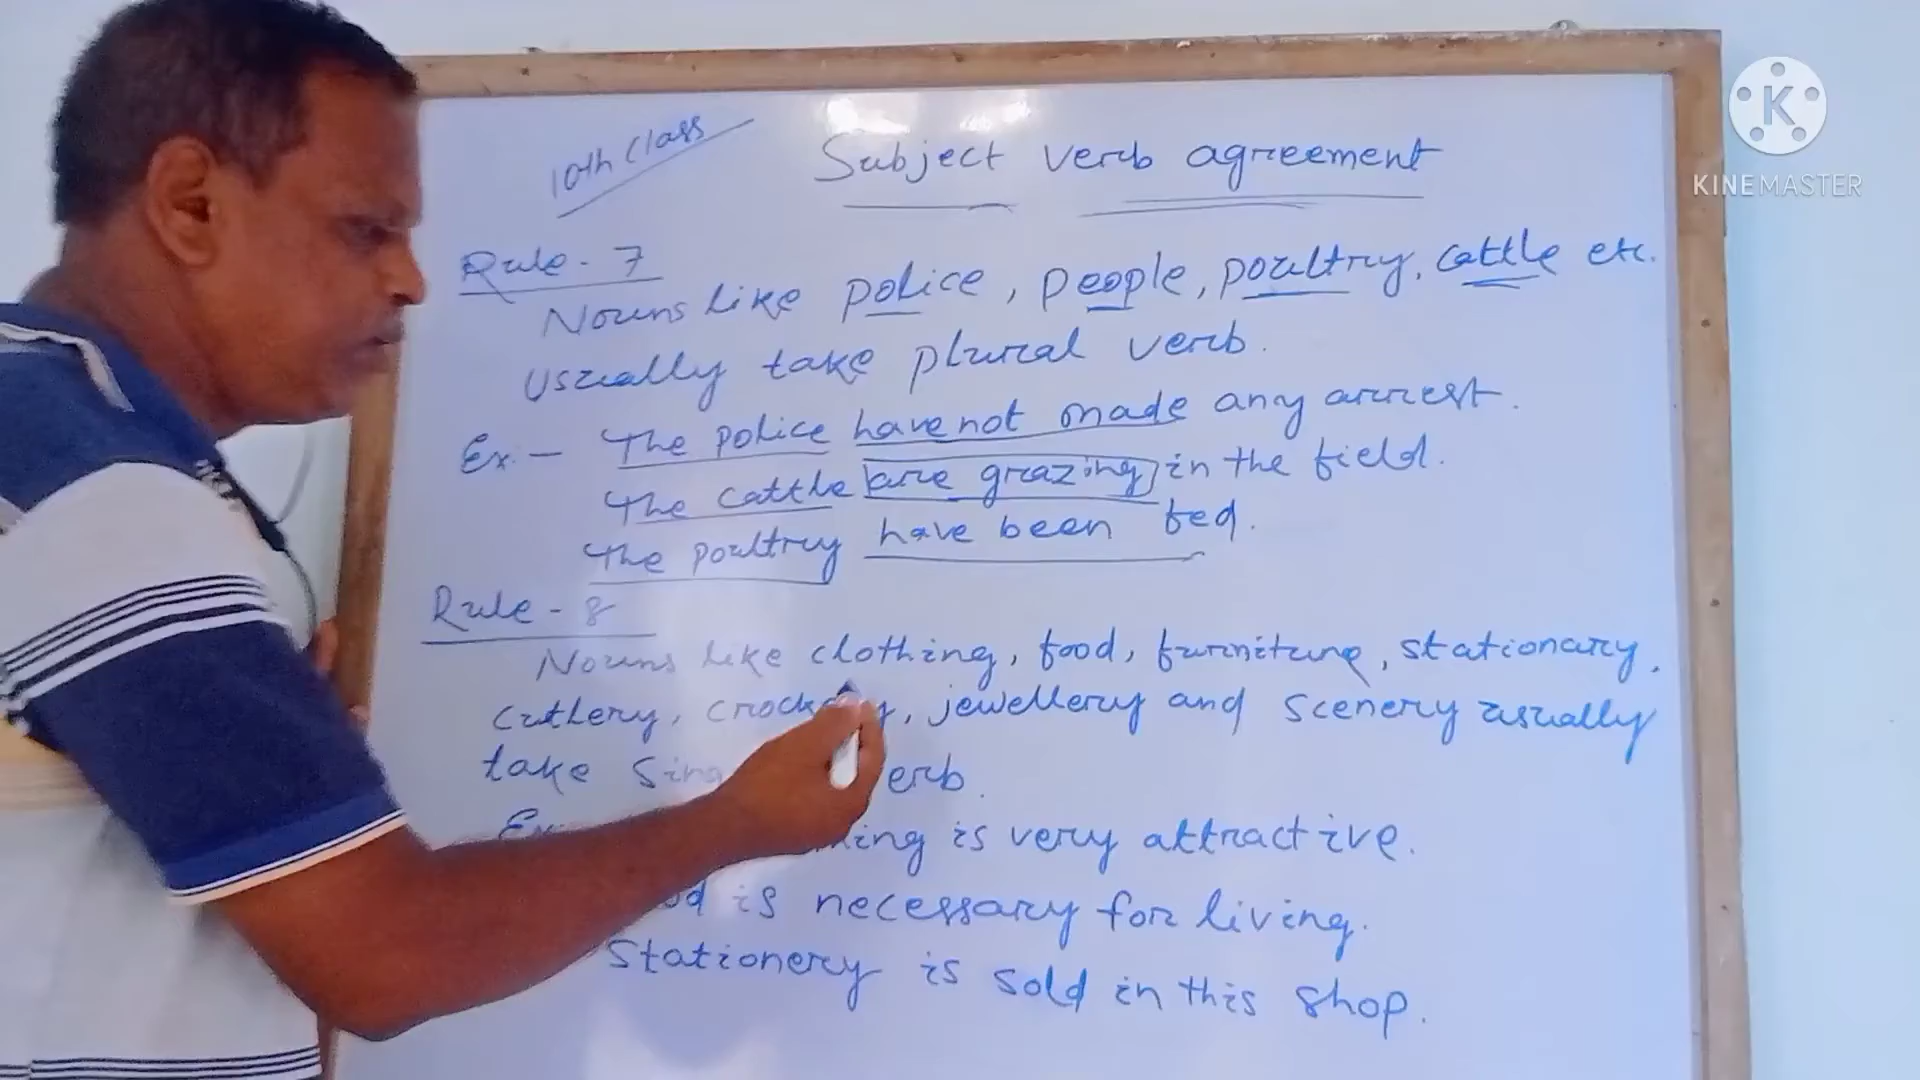 10th Class
Subject verb agreement
KINEMASTER
Rule - 7
Nouns like police, people, poultry, cattle etc.
usually take plural verb.
Ex. - The police have not made any arrest.
The cattle are grazing in the field.
The poultry have been fed.
Rule - 8
Nouns like clothing, food, furniture, stationary,
cutlery, crockery, jewellery and scenery usually
take
is very attractive.
is necessary for living.
Stationery is sold in this shop.